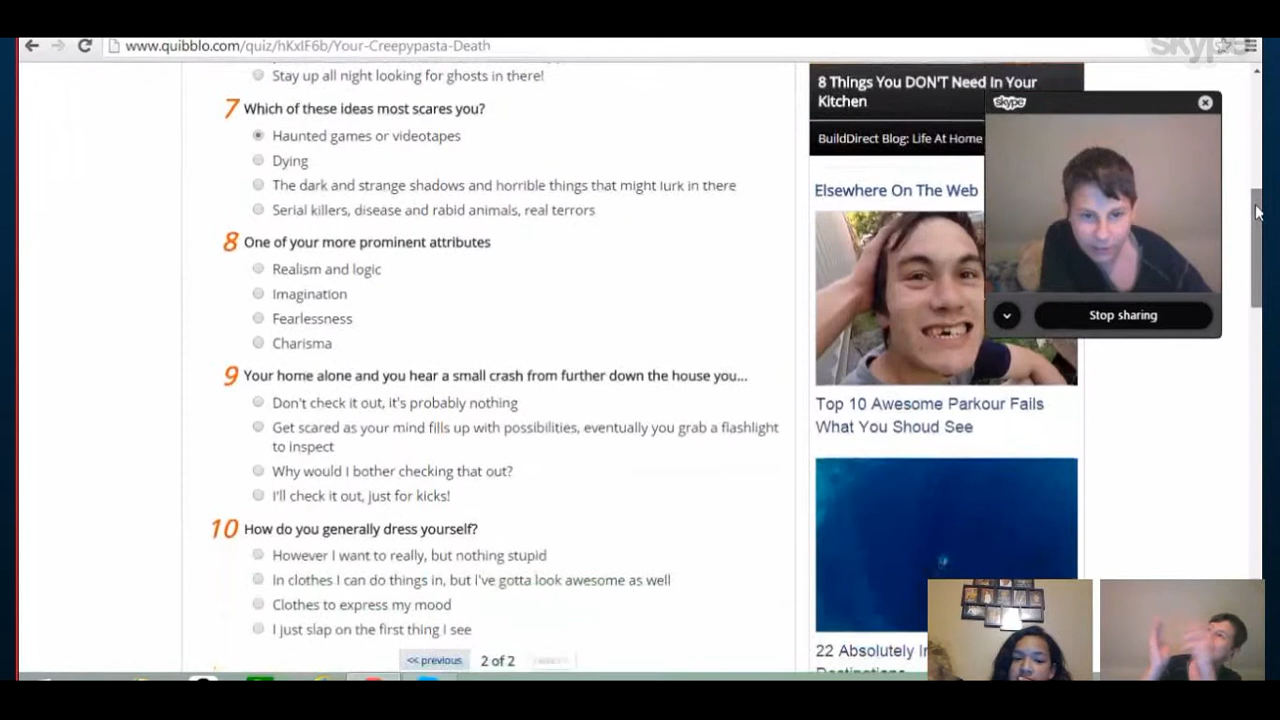 www.quibblo.com/quiz/hKxIF6b/Your-Creepypasta-Death
skype
Stay up all night looking for ghosts in there!
7 Which of these ideas most scares you?
Haunted games or videotapes
Dying
The dark and strange shadows and horrible things that might lurk in there
Serial killers, disease and rabid animals, real terrors
8 One of your more prominent attributes
Realism and logic
Imagination
Fearlessness
Charisma
9 Your home alone and you hear a small crash from further down the house you...
Don't check it out, it's probably nothing
Get scared as your mind fills up with possibilities, eventually you grab a flashlight
to inspect
Why would I bother checking that out?
I'll check it out, just for kicks!
10 How do you generally dress yourself?
However I want to really, but nothing stupid
In clothes I can do things in, but I've gotta look awesome as well
Clothes to express my mood
I just slap on the first thing I see
<< previous 2 of 2
8 Things You DON'T Need In Your
Kitchen
BuildDirect Blog: Life At Home
Elsewhere On The Web
Top 10 Awesome Parkour Fails
What You Shoud See
22 Absolutely
skype
Stop sharing